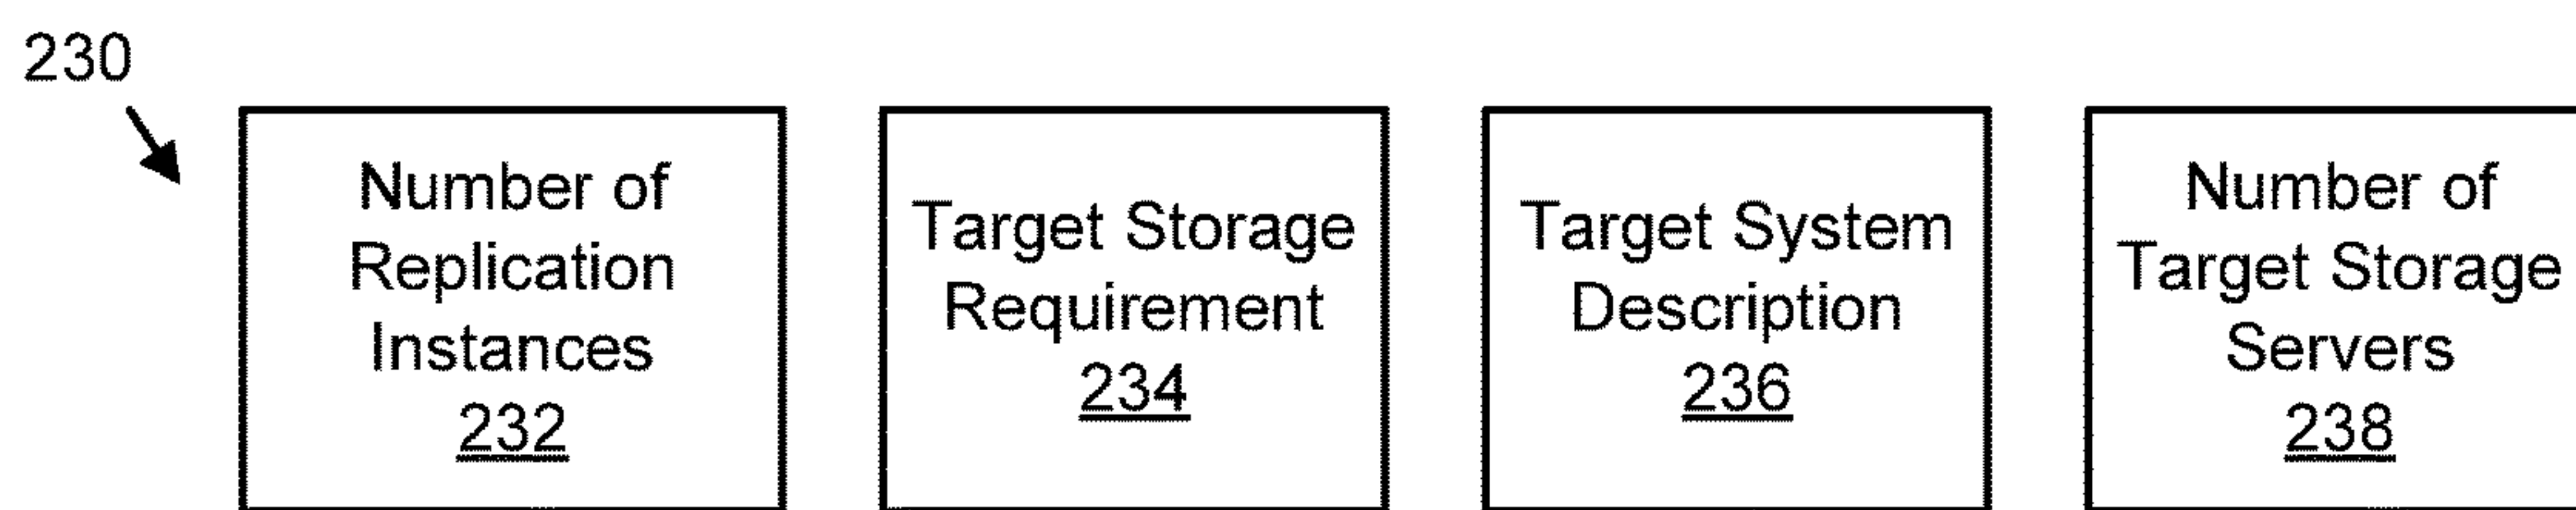 230
Number of
Replication
Instances
232
Target Storage
Requirement
234
Target System
Description
236
Number of
Target Storage
Servers
238